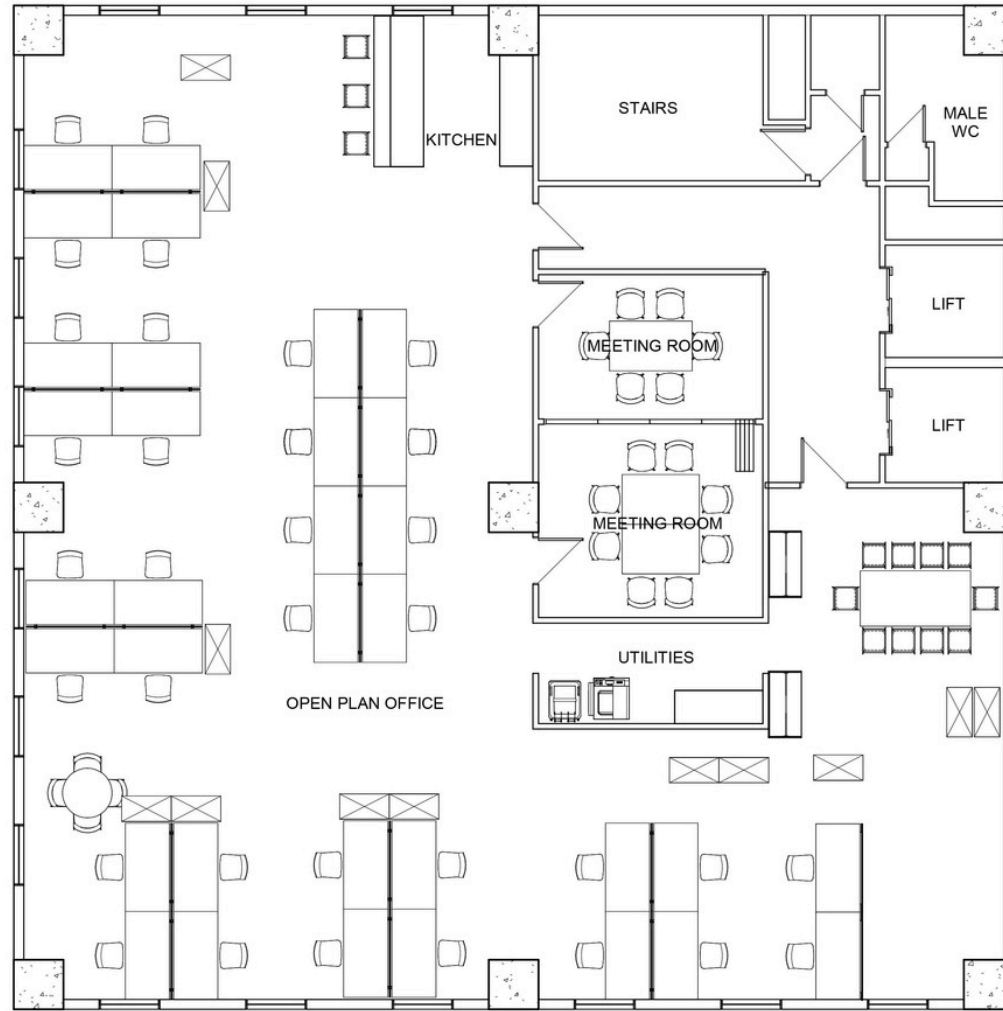 STAIRS
MALE
WC
KITCHEN
LIFT
MEETING ROOM
LIFT
MEETING ROOM
UTILITIES
OPEN PLAN OFFICE